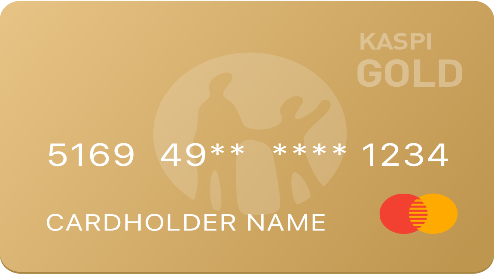 KASPI
GOLD
5169 49** **** 1234
CARDHOLDER NAME